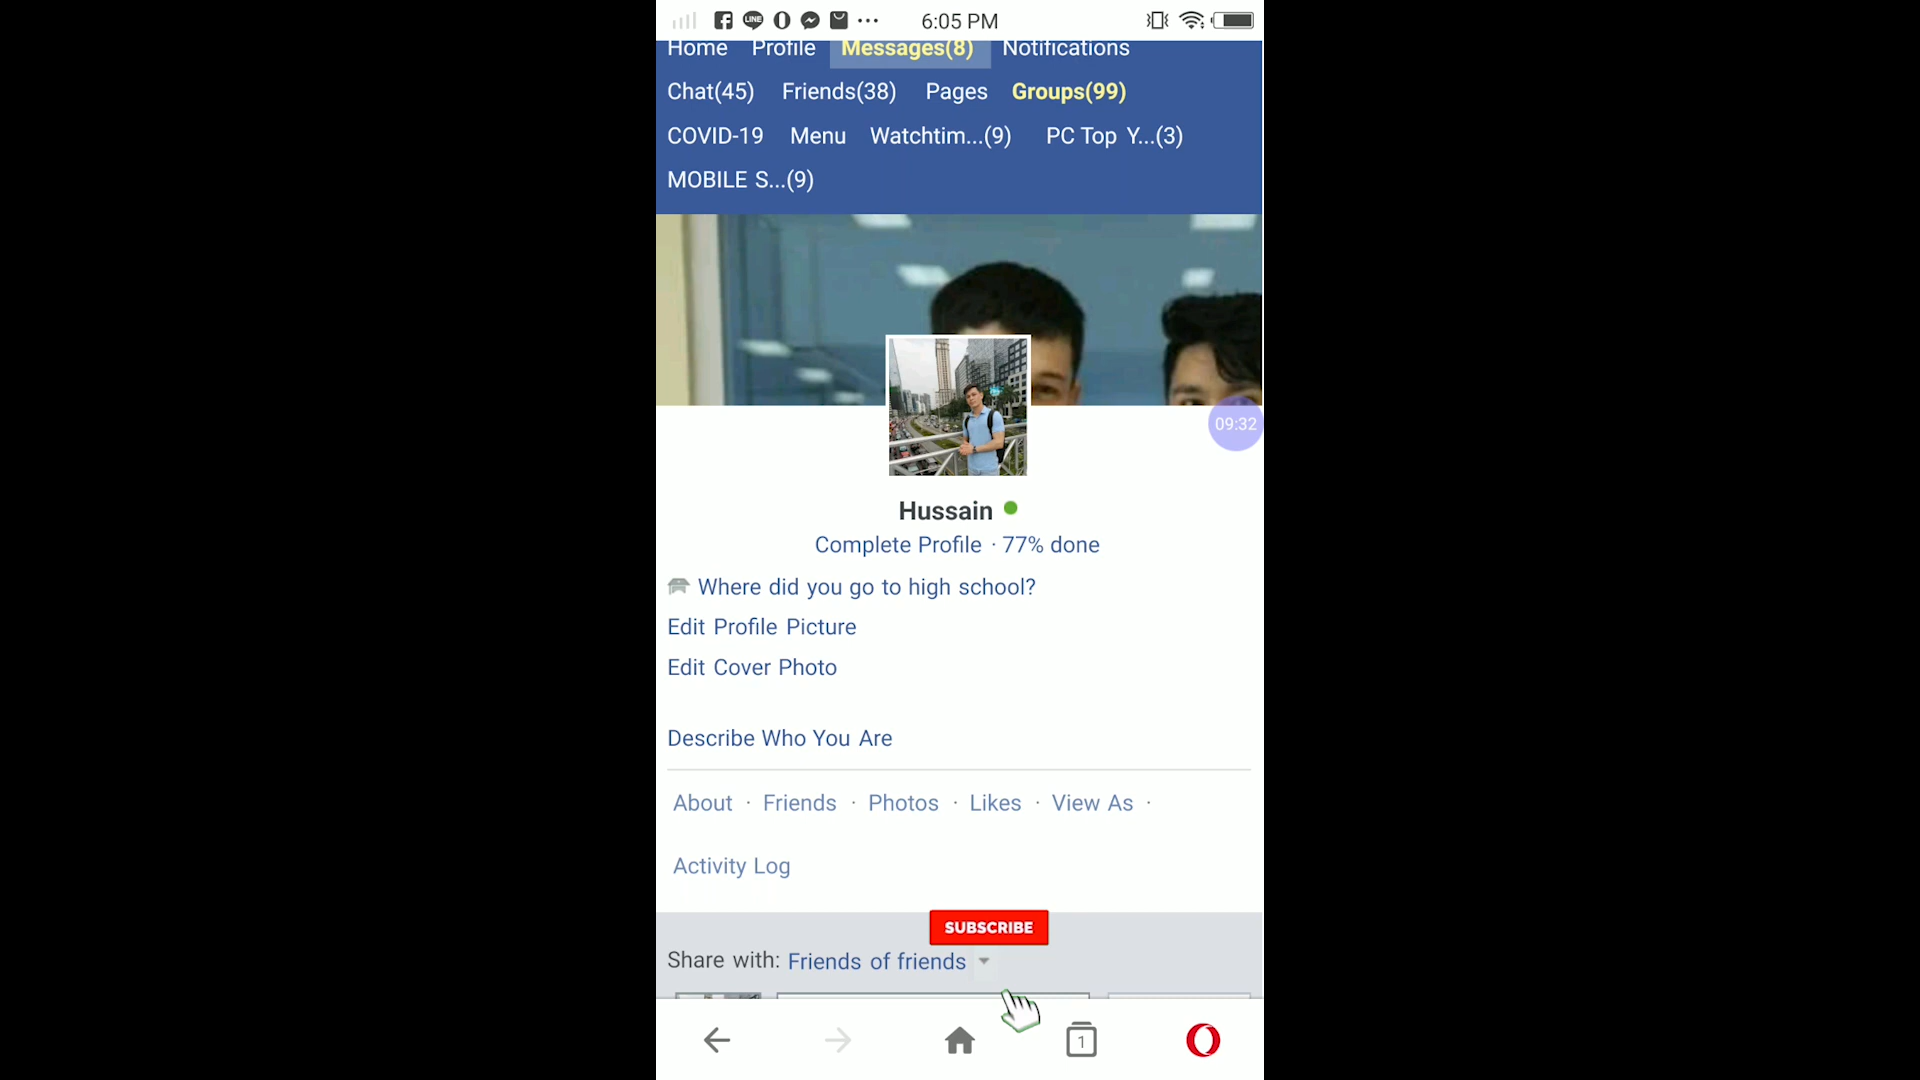 LINE 6:05 PM
Home Profile Messages(8) Notifications
Chat(45) Friends(38) Pages Groups(99)
COVID-19 Menu Watchtim...(9) PC Top Y...(3)
MOBILE S...(9)
09:32
Hussain
Complete Profile · 77% done
Where did you go to high school?
Edit Profile Picture
Edit Cover Photo
Describe Who You Are
About · Friends · Photos · Likes · View As ·
Activity Log
SUBSCRIBE
Share with: Friends of friends
1